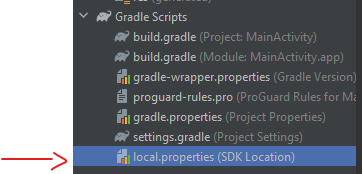 Gradle Scripts
build.gradle (Project: MainActivity)
build.gradle (Module: MainActivity.app)
gradle-wrapper.properties (Gradle Version)
proguard-rules.pro (ProGuard Rules for Ma
gradle.properties (Project Properties)
settings.gradle (Project Settings)
local.properties (SDK Location)